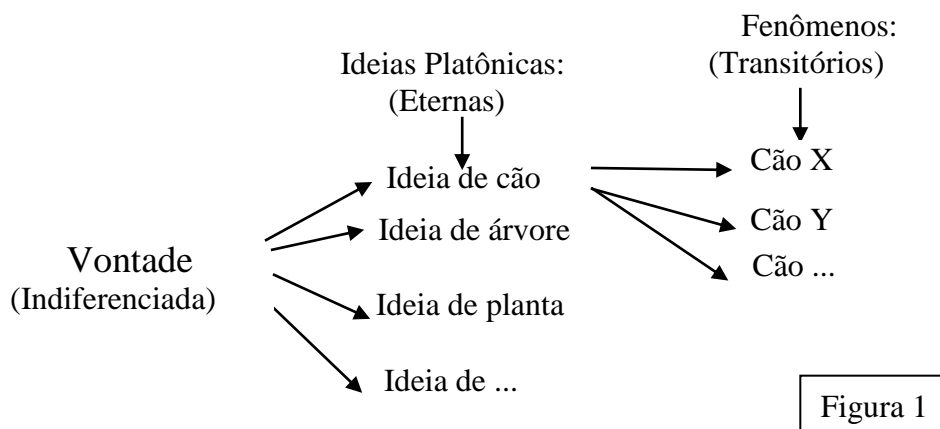 Fenômenos:
(Transitórios)
Ideias Platônicas:
(Eternas)
Cão X
Ideia de cão
Cão Y
Ideia de árvore
Vontade
(Indiferenciada)
Cão ...
Ideia de planta
Ideia de ...
Figura 1